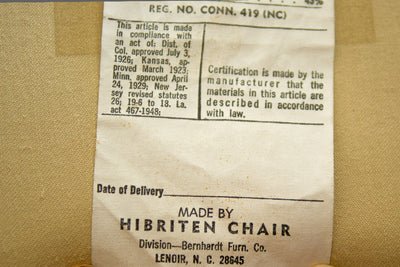 43%
REG. NO. CONN. 419 (NC)
This article is made
in compliance with
an act of: Dist. of
Col. approved July 3,
1926; Kansas, ap-
proved March 1923;
Minn. approved April
24, 1929; New Jer-
sey revised statutes
26; 19-6 to 18. La.
act 467-1948;
Certification is made by the
manufacturer that the
materials in this article are
described in accordance
with law.
Date of Delivery
MADE BY
HIBRITEN CHAIR
Division—Bernhardt Furn. Co.
LENOIR, N. C. 28645